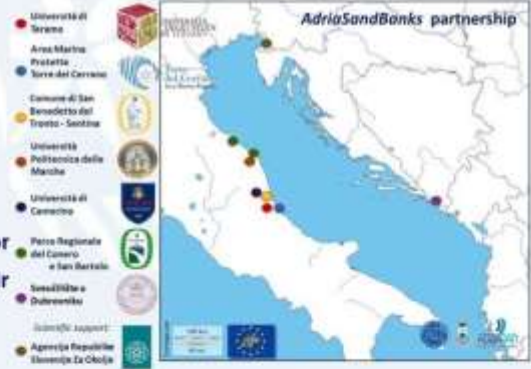 AdriaSandBanks partnership
Università di
Teramo
Area Marina
Protetta
Torre del Cerrano
Comune di San
Benedetto del
Tronto - Sentina
Università
Politecnica delle
Marche
Università di
Camerino
Parco Regionale
del Conero
e San Bartolo
Sveučilište u
Dubrovniku
Scientific support:
Agencija Republike
Slovenije Za Okolje
or